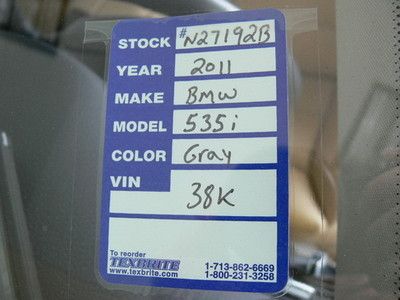 STOCK # N27192B
YEAR 2011
MAKE BMW
MODEL 535i
COLOR Gray
VIN 38K
To reorder
TEXBRITE 1-713-862-6669
www.texbrite.com 1-800-231-3258